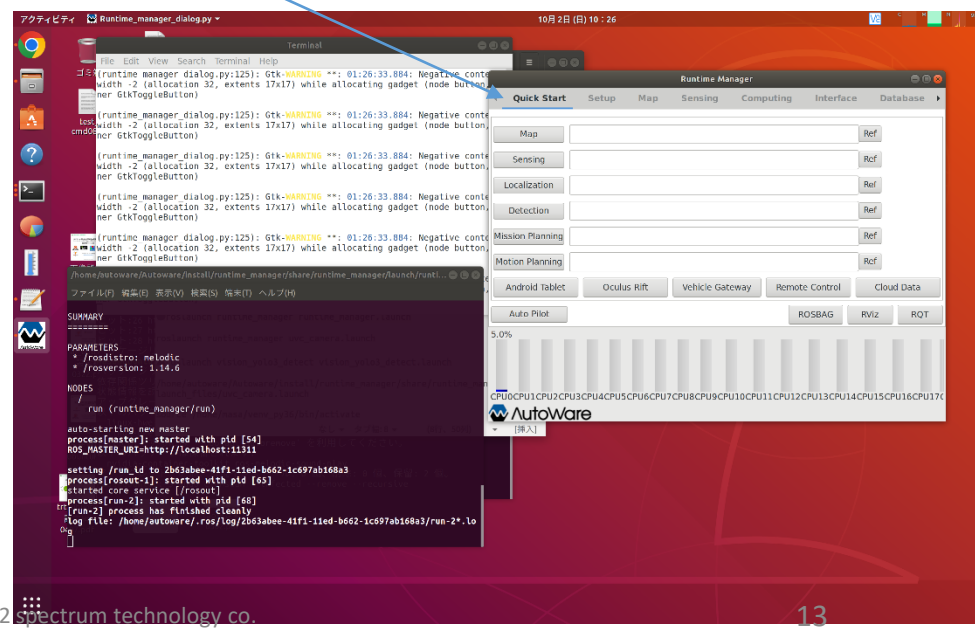 アクティビティ Runtime_manager_dialog.py 10月 2日 (日) 10:26
Terminal
File Edit View Search Terminal Help
(runtime manager dialog.py:125): Gtk-WARNING **: 01:26:33.884: Negative conte
width -2 (allocation 32, extents 17x17) while allocating gadget (node button,
ner GtkToggleButton)
(runtime_manager_dialog.py:125): Gtk-WARNING **: 01:26:33.884: Negative conte
width -2 (allocation 32, extents 17x17) while allocating gadget (node button,
ner GtkToggleButton)
(runtime_manager_dialog.py:125): Gtk-WARNING **: 01:26:33.884: Negative conte
width -2 (allocation 32, extents 17x17) while allocating gadget (node button,
ner GtkToggleButton)
(runtime_manager_dialog.py:125): Gtk-WARNING **: 01:26:33.884: Negative conte
width -2 (allocation 32, extents 17x17) while allocating gadget (node button,
ner GtkToggleButton)
(runtime manager dialog.py:125): Gtk-WARNING **: 01:26:33.884: Negative conte
width -2 (allocation 32, extents 17x17) while allocating gadget (node button,
ner GtkToggleButton)
/home/autoware/Autoware/install/runtime_manager/share/runtime_manager/launch/runti...
ファイル(F) 編集(E) 表示(V) 検索(S) 端末(T) ヘルプ(H)
SUMMARY
========
PARAMETERS
* /rosdistro: melodic
* /rosversion: 1.14.6
NODES
/
run (runtime_manager/run)
auto-starting new master
process[master]: started with pid [54]
ROS_MASTER_URI=http://localhost:11311
setting /run_id to 2b63abee-41f1-11ed-b662-1c697ab168a3
process[rosout-1]: started with pid [65]
started core service [/rosout]
process[run-2]: started with pid [68]
[run-2] process has finished cleanly
log file: /home/autoware/.ros/log/2b63abee-41f1-11ed-b662-1c697ab168a3/run-2*.lo
g
Runtime Manager
Quick Start Setup Map Sensing Computing Interface Database
Map Ref
Sensing Ref
Localization Ref
Detection Ref
Mission Planning Ref
Motion Planning Ref
Android Tablet Oculus Rift Vehicle Gateway Remote Control Cloud Data
Auto Pilot ROSBAG RViz RQT
5.0%
CPU0CPU1CPU2CPU3CPU4CPU5CPU6CPU7CPU8CPU9CPU10CPU11CPU12CPU13CPU14CPU15CPU16CPU17(
AutoWare
[挿入]
2 spectrum technology co.
13